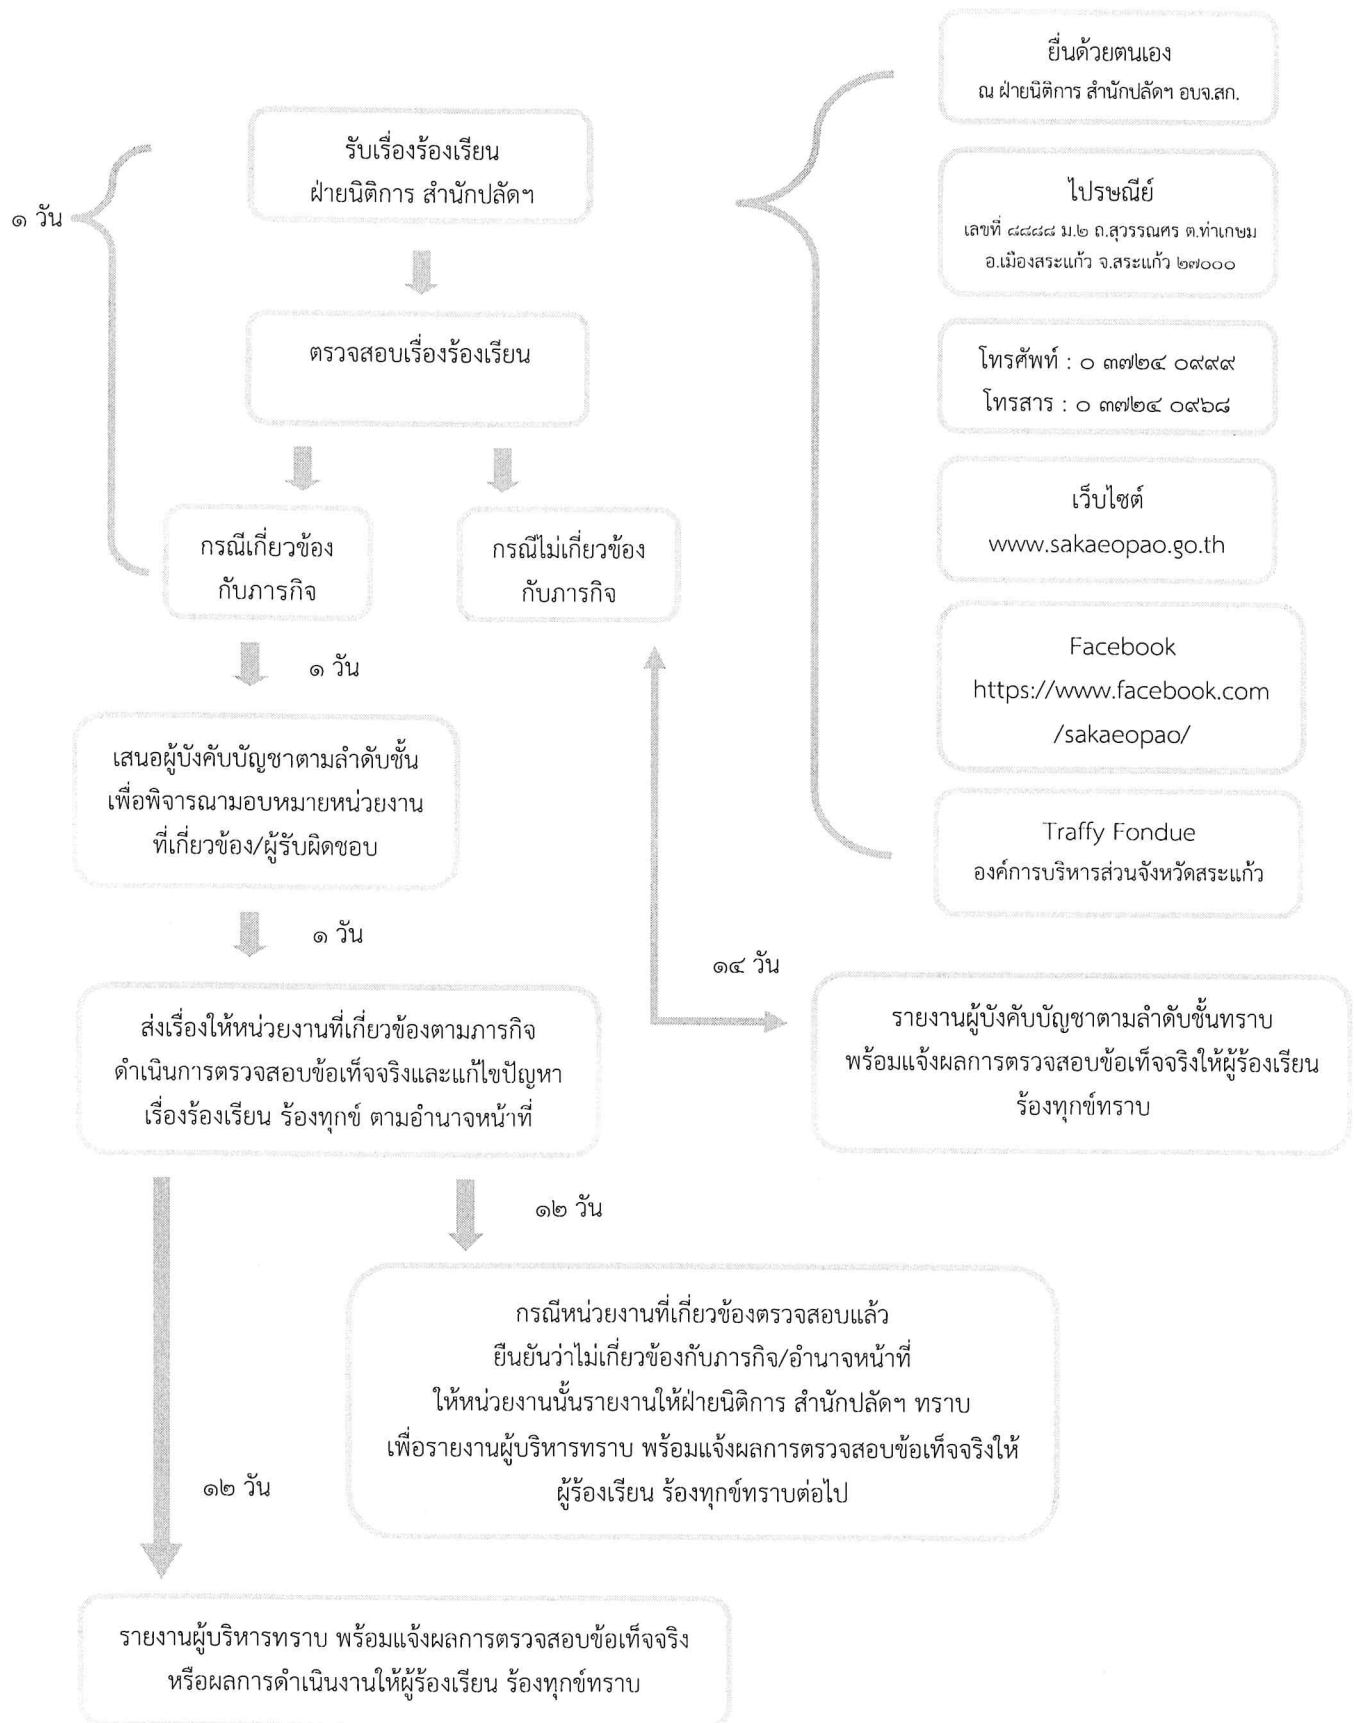 ยื่นด้วยตนเอง
ณ ฝ่ายนิติการ สำนักปลัดฯ อบจ.สก.
รับเรื่องร้องเรียน
ฝ่ายนิติการ สำนักปลัดฯ
๑ วัน
ไปรษณีย์
เลขที่ ๘๘๘๘ ม.๒ ถ.สุวรรณศร ต.ท่าเกษม
อ.เมืองสระแก้ว จ.สระแก้ว ๒๗๐๐๐
ตรวจสอบเรื่องร้องเรียน
โทรศัพท์ : ๐ ๓๗๒๔ ๐๙๙๙
โทรสาร : ๐ ๓๗๒๔ ๐๙๖๘
เว็บไซต์
www.sakaeopao.go.th
กรณีเกี่ยวข้อง
กับภารกิจ
กรณีไม่เกี่ยวข้อง
กับภารกิจ
Facebook
https://www.facebook.com
/sakaeopao/
๑ วัน
เสนอผู้บังคับบัญชาตามลำดับชั้น
เพื่อพิจารณามอบหมายหน่วยงาน
ที่เกี่ยวข้อง/ผู้รับผิดชอบ
Traffy Fondue
องค์การบริหารส่วนจังหวัดสระแก้ว
๑ วัน
๑๔ วัน
ส่งเรื่องให้หน่วยงานที่เกี่ยวข้องตามภารกิจ
ดำเนินการตรวจสอบข้อเท็จจริงและแก้ไขปัญหา
เรื่องร้องเรียน ร้องทุกข์ ตามอำนาจหน้าที่
รายงานผู้บังคับบัญชาตามลำดับชั้นทราบ
พร้อมแจ้งผลการตรวจสอบข้อเท็จจริงให้ผู้ร้องเรียน
ร้องทุกข์ทราบ
๑๒ วัน
กรณีหน่วยงานที่เกี่ยวข้องตรวจสอบแล้ว
ยืนยันว่าไม่เกี่ยวข้องกับภารกิจ/อำนาจหน้าที่
ให้หน่วยงานนั้นรายงานให้ฝ่ายนิติการ สำนักปลัดฯ ทราบ
เพื่อรายงานผู้บริหารทราบ พร้อมแจ้งผลการตรวจสอบข้อเท็จจริงให้
ผู้ร้องเรียน ร้องทุกข์ทราบต่อไป
๑๒ วัน
รายงานผู้บริหารทราบ พร้อมแจ้งผลการตรวจสอบข้อเท็จจริง
หรือผลการดำเนินงานให้ผู้ร้องเรียน ร้องทุกข์ทราบ